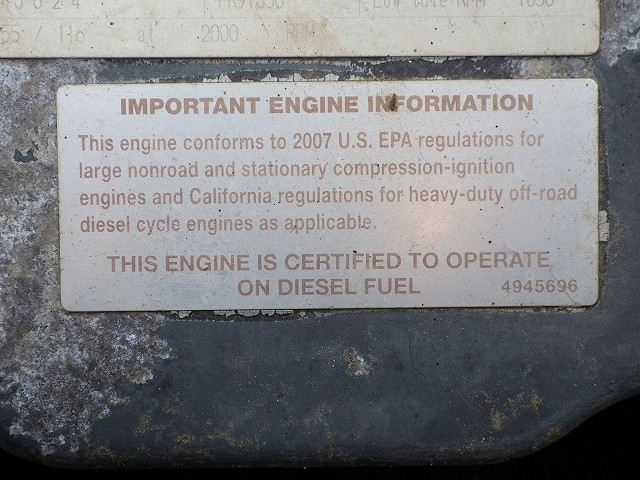 2000 RPM
IMPORTANT ENGINE INFORMATION
This engine conforms to 2007 U.S. EPA regulations for
large nonroad and stationary compression-ignition
engines and California regulations for heavy-duty off-road
diesel cycle engines as applicable.
THIS ENGINE IS CERTIFIED TO OPERATE
ON DIESEL FUEL 4945696